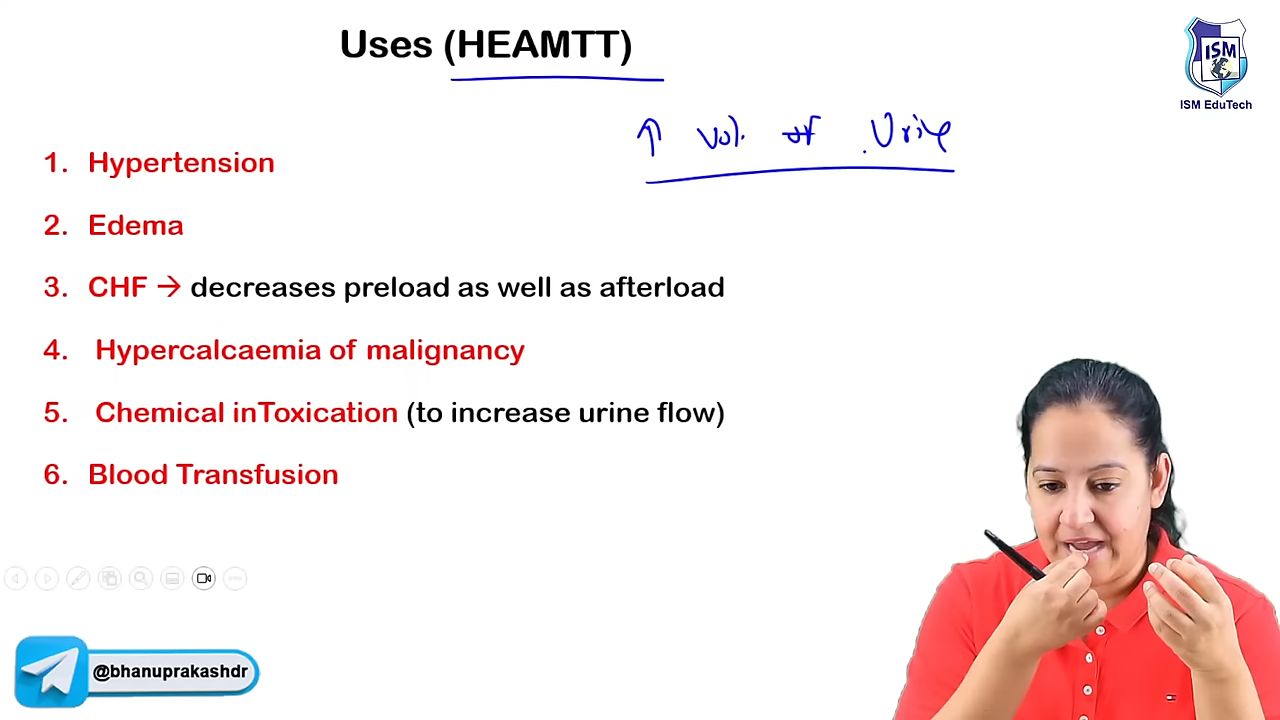 Uses (HEAMTT)
ISM
ISM EduTech
↑ vol. of Urine
1. Hypertension
2. Edema
3. CHF → decreases preload as well as afterload
4. Hypercalcaemia of malignancy
5. Chemical inToxication (to increase urine flow)
6. Blood Transfusion
@bhanuprakashdr